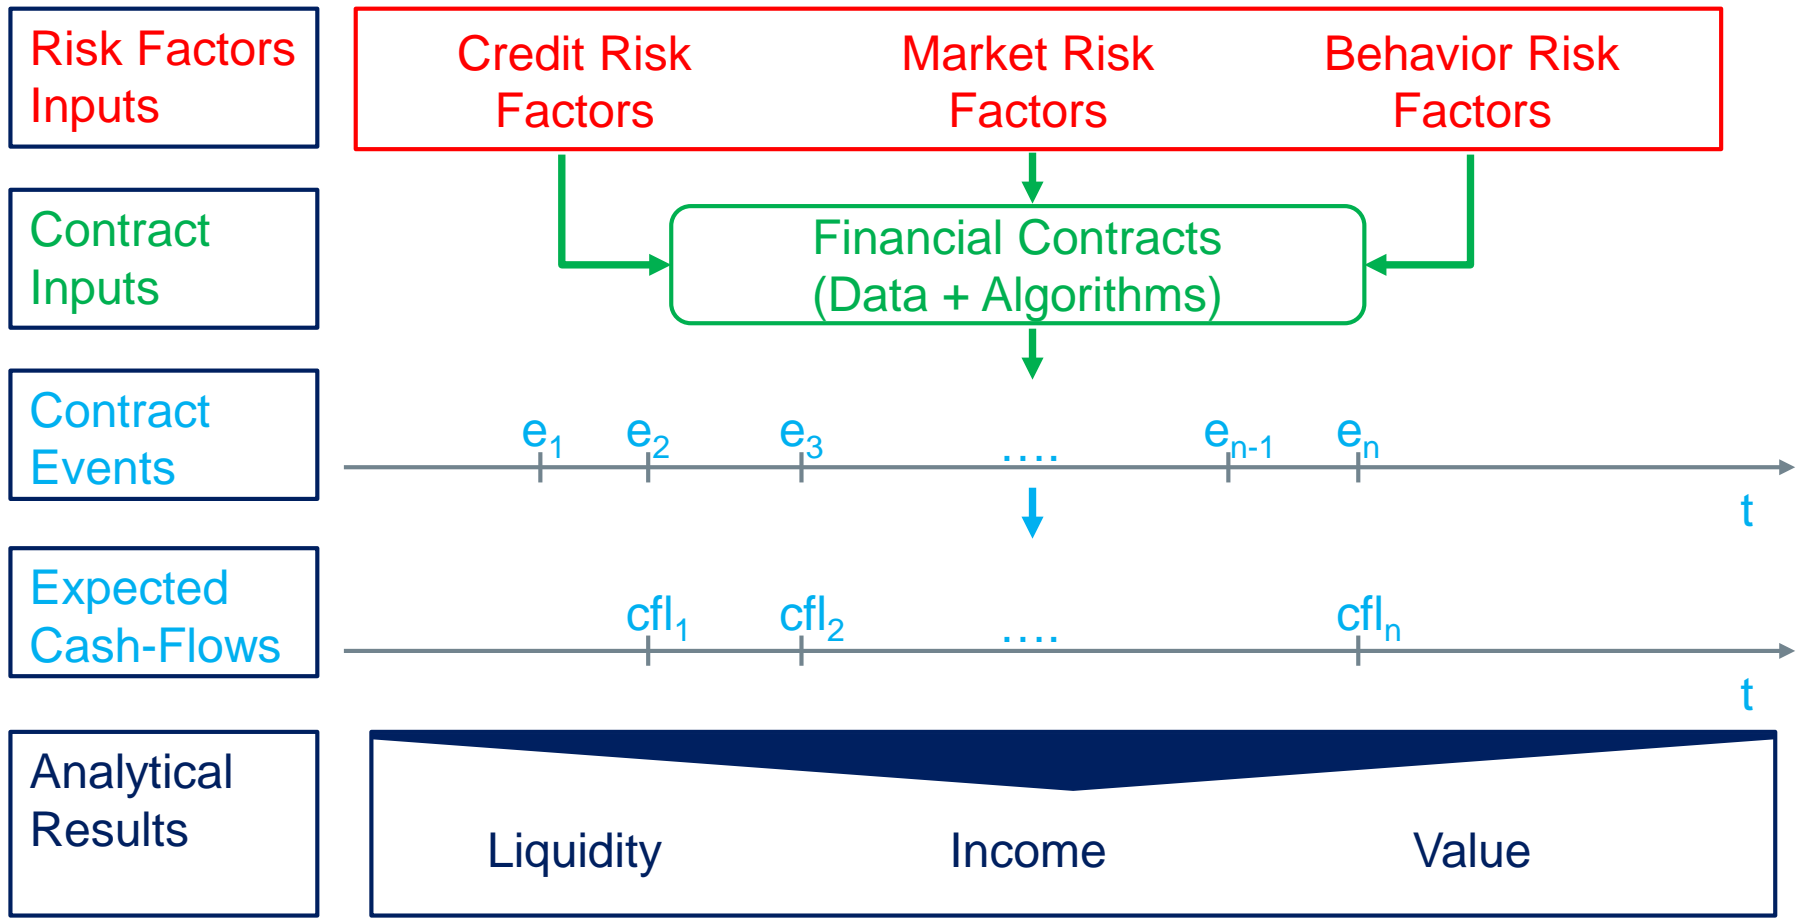 Risk Factors
Inputs
Credit Risk
Factors
Market Risk
Factors
Behavior Risk
Factors
Contract
Inputs
Financial Contracts
(Data + Algorithms)
Contract
Events
e₁ e₂ e₃ .... eₙ₋₁ eₙ
t
Expected
Cash-Flows
cfl₁ cfl₂ .... cflₙ
t
Analytical
Results
Liquidity Income Value